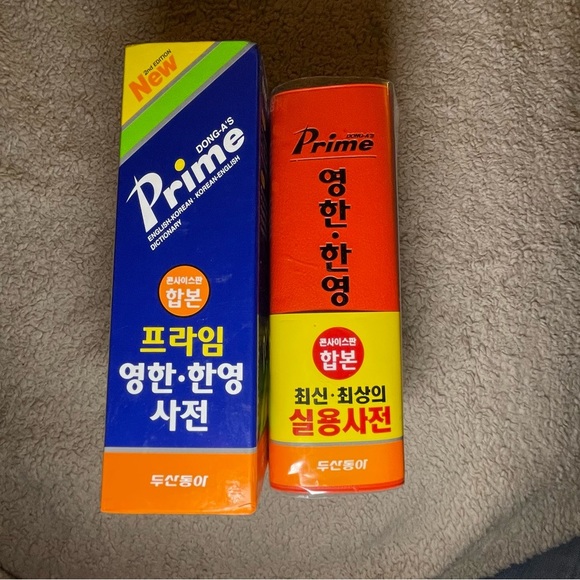 2nd EDITION
New
DONG-A'S
Prime
ENGLISH-KOREAN·KOREAN-ENGLISH
DICTIONARY
콘사이스판
합본
프라임
영한·한영
사전
두산동아
DONG-A'S
Prime
영한·한영
콘사이스판
합본
최신·최상의
실용사전
두산동아